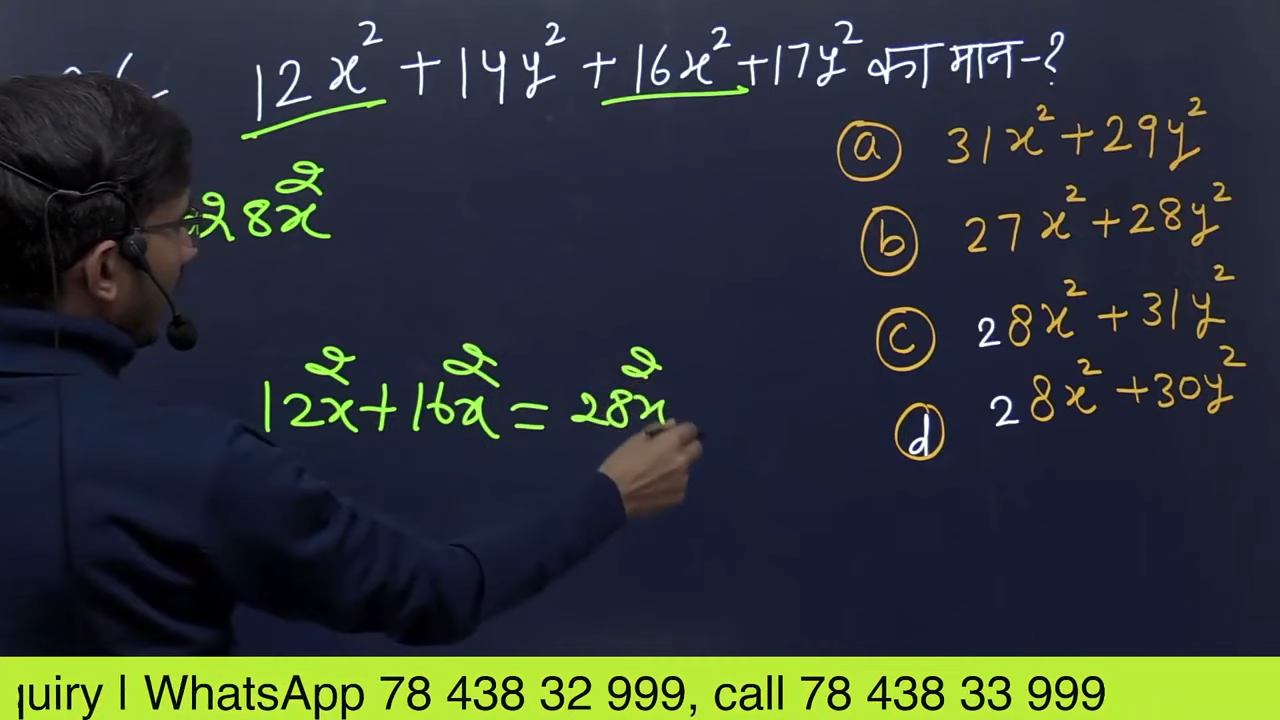 12x² + 14y² + 16x² + 17y² का मान-?
a 31x² + 29y²
b 27x² + 28y²
c 28x² + 31y²
d 28x² + 30y²
=28x²
12x² + 16x² = 28x²
quiry | WhatsApp 78 438 32 999, call 78 438 33 999